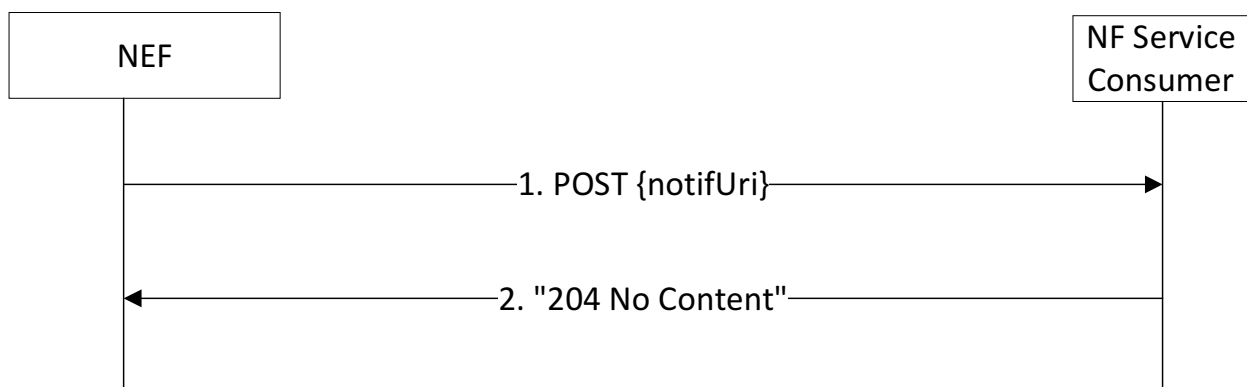 NEF
NF Service
Consumer
1. POST {notifUri}
2. "204 No Content"